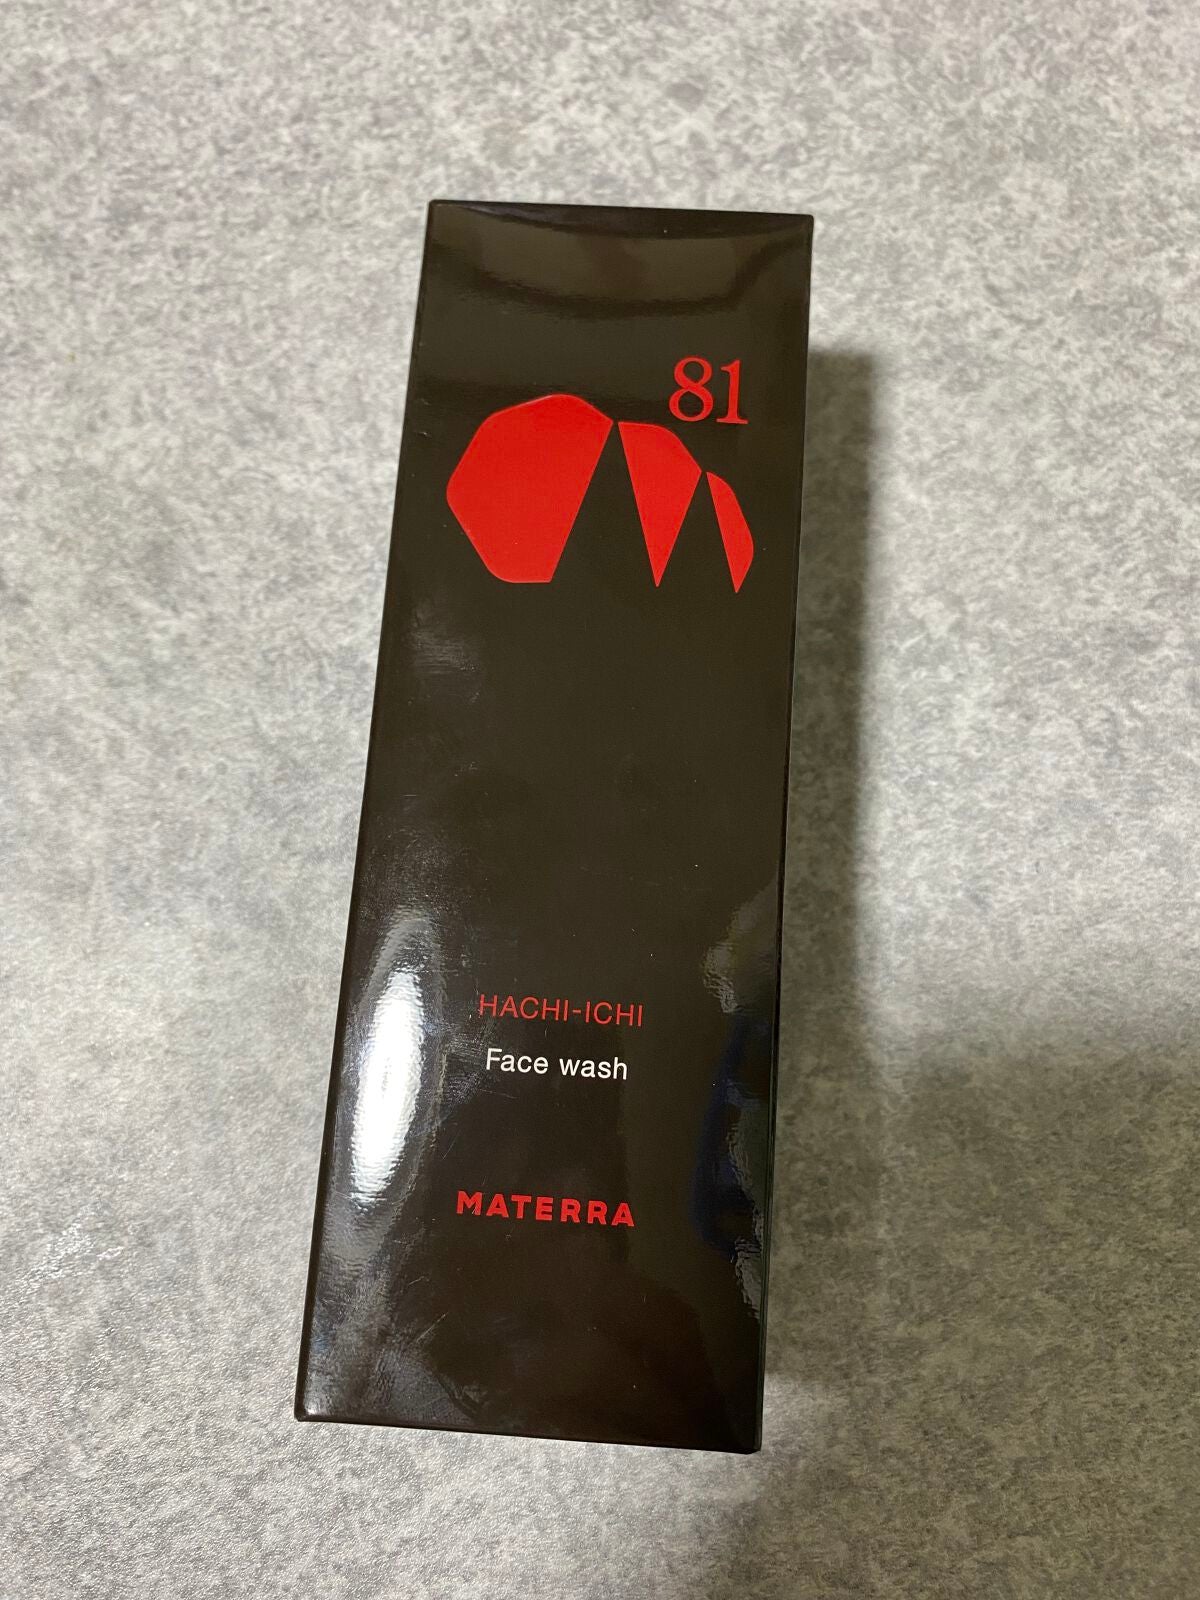 81
HACHI-ICHI
Face wash
MATERRA